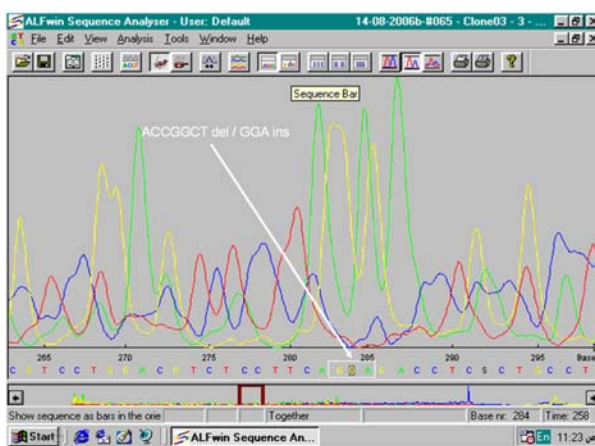 ALFwin Sequence Analyser - User: Default 14-08-2006b-#065 - Clone03 - 3 - ...
File Edit View Analysis Tools Window Help
Sequence Bar
ACCGGCT del / GGA ins
265 270 275 280 285 290 295 Base
C G T C C T G G A C G T C T C C T T C A G G A G A C C T C S C T G C C T
Show sequence as bars in the orie Together Base nr: 284 Time: 258
Start ALFwin Sequence An... En 11:23